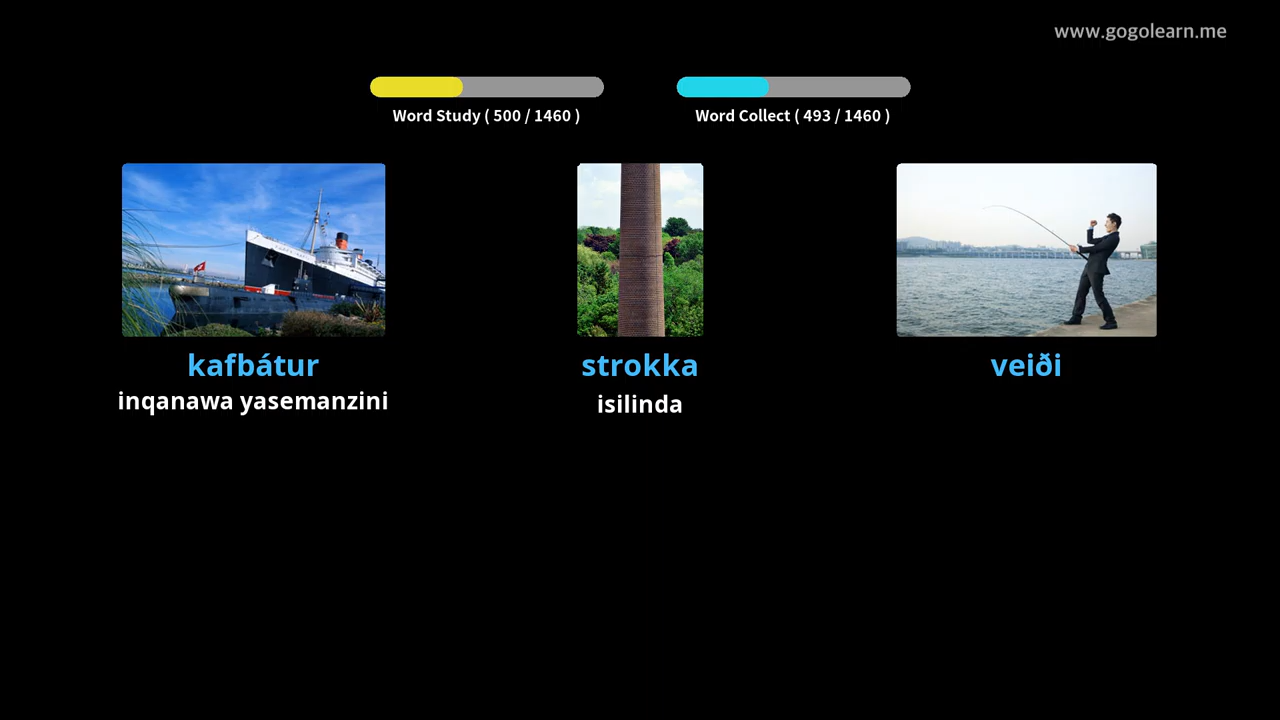 www.gogolearn.me
Word Study ( 500 / 1460 )
Word Collect ( 493 / 1460 )
kafbátur
strokka
veiði
inqanawa yasemanzini
isilinda